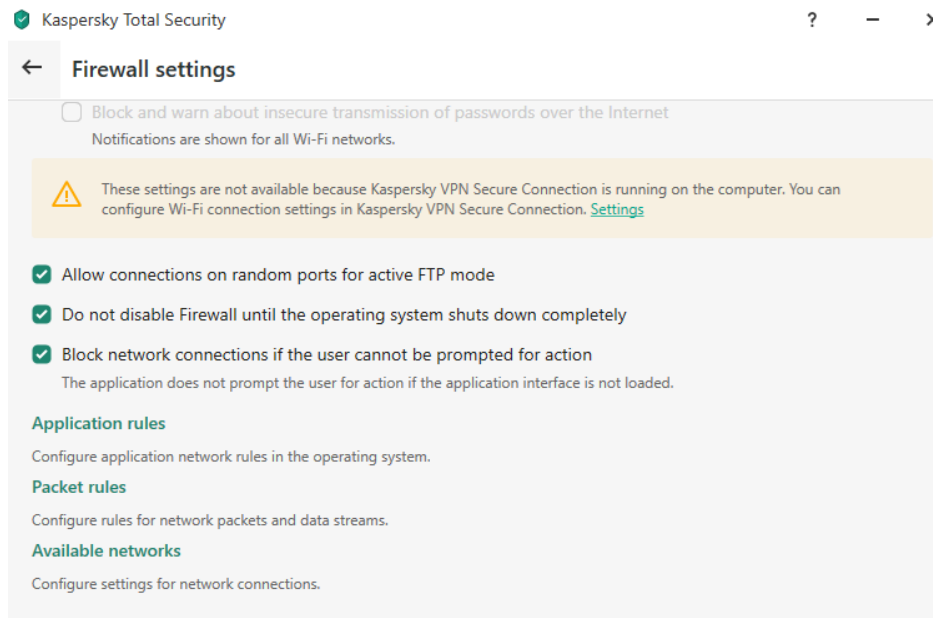 Kaspersky Total Security
?
Firewall settings
Block and warn about insecure transmission of passwords over the Internet
Notifications are shown for all Wi-Fi networks.
These settings are not available because Kaspersky VPN Secure Connection is running on the computer. You can
configure Wi-Fi connection settings in Kaspersky VPN Secure Connection. Settings
Allow connections on random ports for active FTP mode
Do not disable Firewall until the operating system shuts down completely
Block network connections if the user cannot be prompted for action
The application does not prompt the user for action if the application interface is not loaded.
Application rules
Configure application network rules in the operating system.
Packet rules
Configure rules for network packets and data streams.
Available networks
Configure settings for network connections.